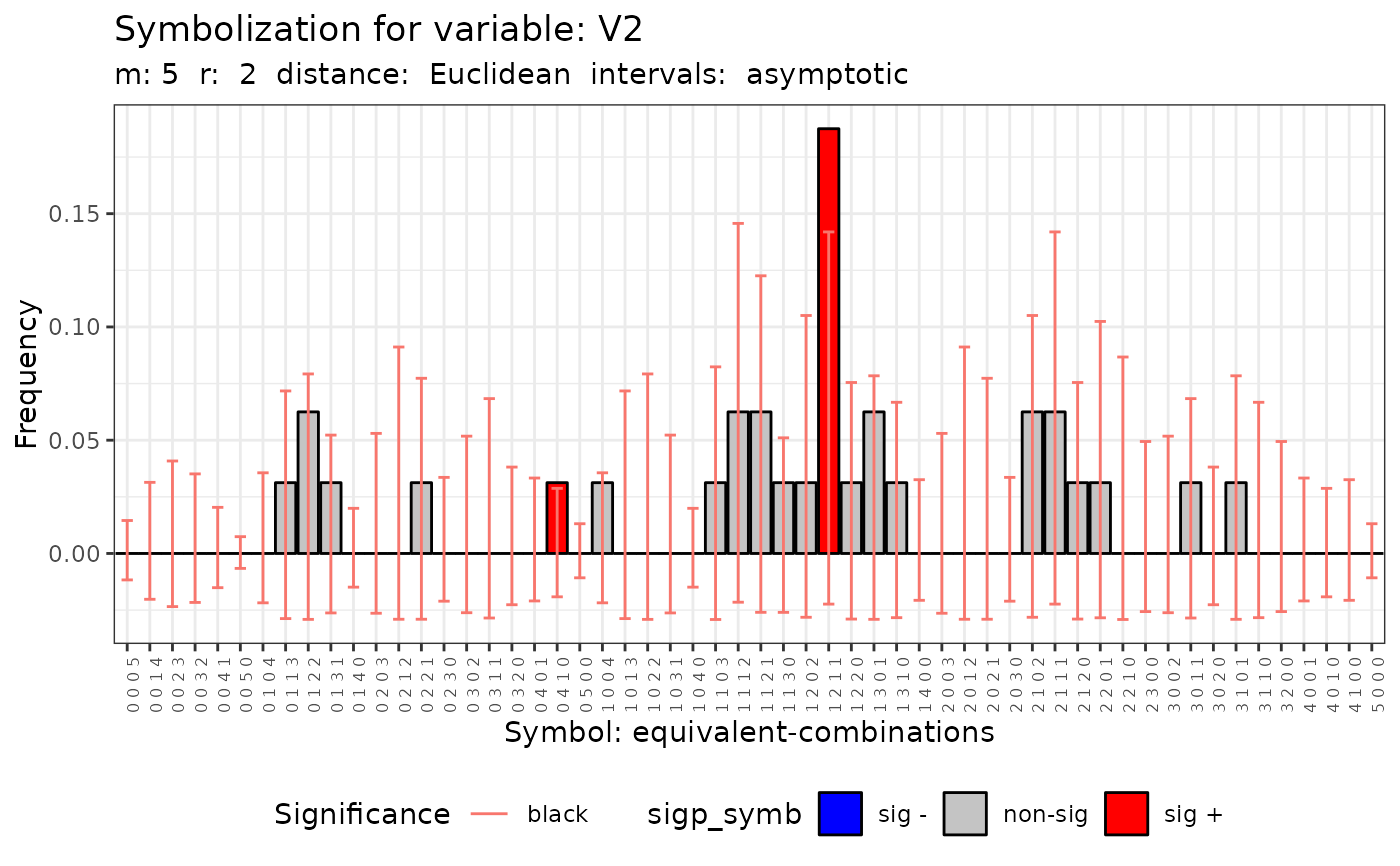 Symbolization for variable: V2
m: 5 r: 2 distance: Euclidean intervals: asymptotic
Frequency
0.15
0.10
0.05
0.00
0 0 0 5
0 0 1 4
0 0 2 3
0 0 3 2
0 0 4 1
0 0 5 0
0 1 0 4
0 1 1 3
0 1 2 2
0 1 3 1
0 1 4 0
0 2 0 3
0 2 1 2
0 2 2 1
0 2 3 0
0 3 0 2
0 3 1 1
0 3 2 0
0 4 0 1
0 4 1 0
0 5 0 0
1 0 0 4
1 0 1 3
1 0 2 2
1 0 3 1
1 0 4 0
1 1 0 3
1 1 1 2
1 1 2 1
1 1 3 0
1 2 0 2
1 2 1 1
1 2 2 0
1 3 0 1
1 3 1 0
1 4 0 0
2 0 0 3
2 0 1 2
2 0 2 1
2 0 3 0
2 1 0 2
2 1 1 1
2 1 2 0
2 2 0 1
2 2 1 0
2 3 0 0
3 0 0 2
3 0 1 1
3 0 2 0
3 1 0 1
3 1 1 0
3 2 0 0
4 0 0 1
4 0 1 0
4 1 0 0
5 0 0 0
Symbol: equivalent-combinations
Significance black sigp_symb sig - non-sig sig +